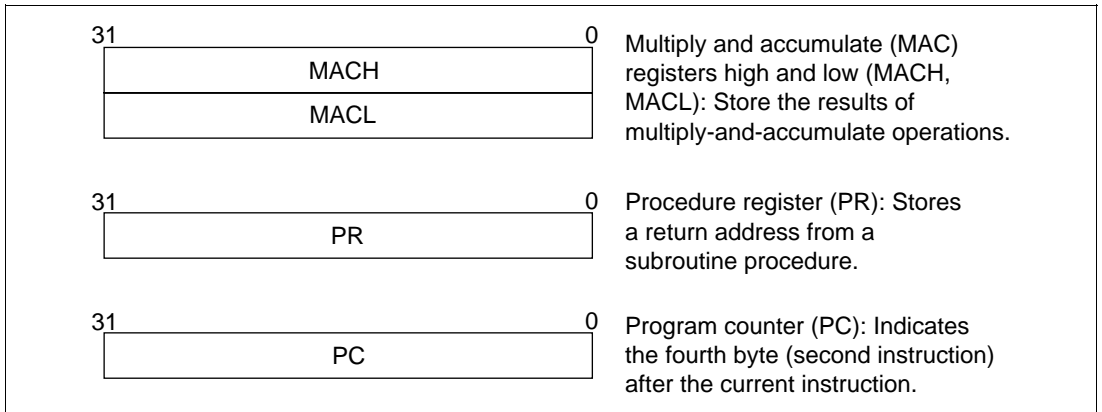 31 0
MACH
MACL
Multiply and accumulate (MAC)
registers high and low (MACH,
MACL): Store the results of
multiply-and-accumulate operations.
31 0
PR
Procedure register (PR): Stores
a return address from a
subroutine procedure.
31 0
PC
Program counter (PC): Indicates
the fourth byte (second instruction)
after the current instruction.